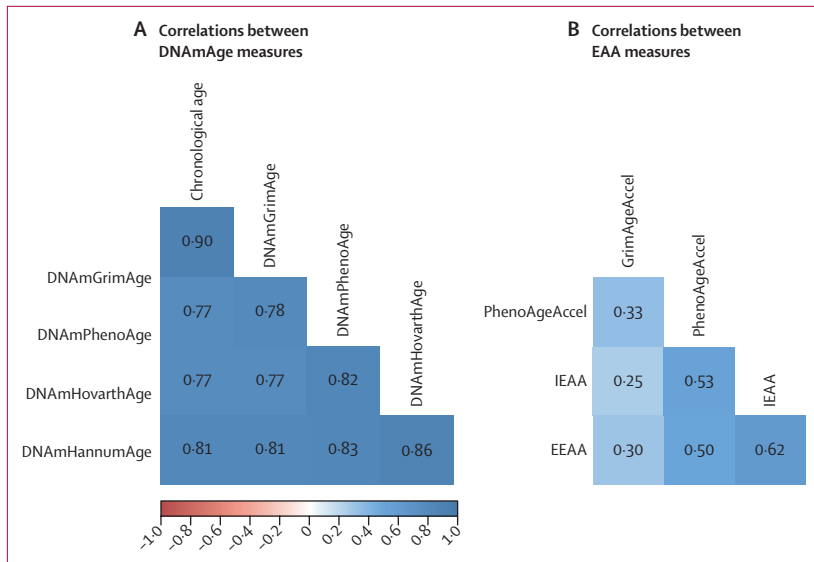 A Correlations between
DNAmAge measures
Chronological age
DNAmGrimAge
DNAmPhenoAge
DNAmHovarthAge
DNAmGrimAge 0·90
DNAmPhenoAge 0·77 0·78
DNAmHovarthAge 0·77 0·77 0·82
DNAmHannumAge 0·81 0·81 0·83 0·86
−1·0 −0·8 −0·6 −0·4 −0·2 0 0·2 0·4 0·6 0·8 1·0
B Correlations between
EAA measures
GrimAgeAccel
PhenoAgeAccel
IEAA
PhenoAgeAccel 0·33
IEAA 0·25 0·53
EEAA 0·30 0·50 0·62